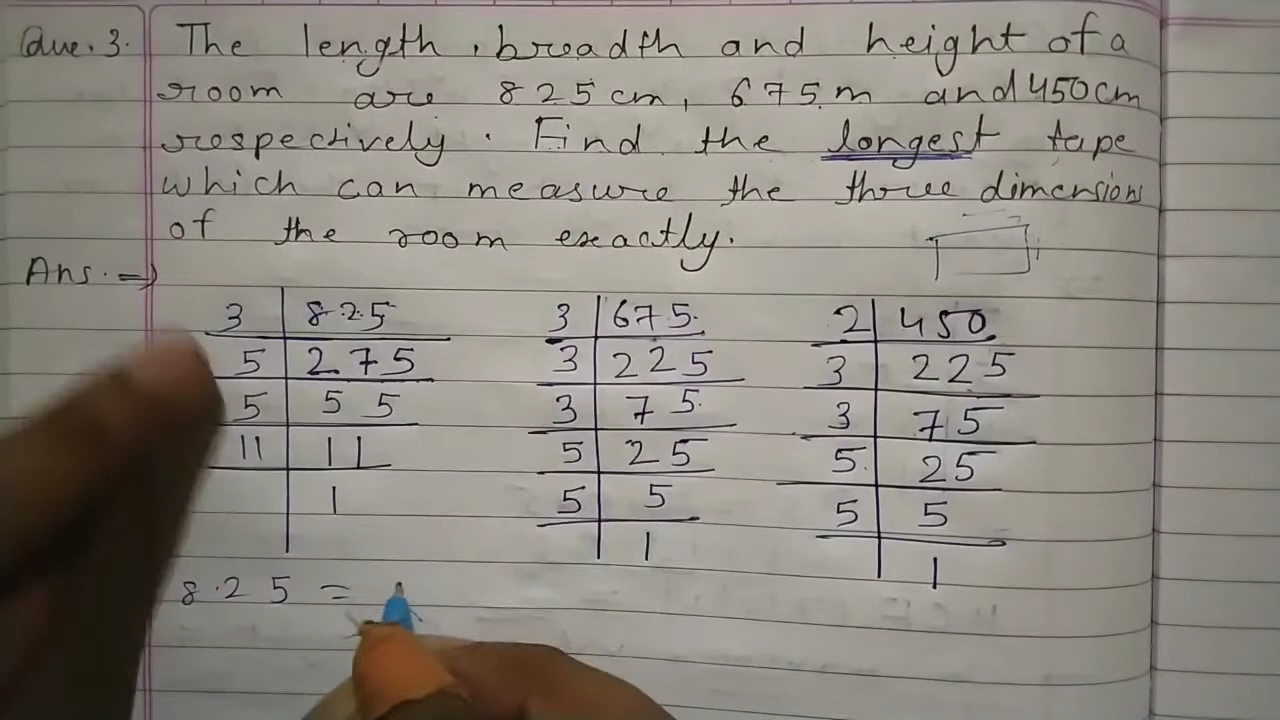 Que. 3. The length, breadth and height of a
room are 825 cm, 675 m and 450 cm
respectively. Find the longest tape
which can measure the three dimensions
of the room exactly.
Ans. ⇒
3 | 825
5 | 275
5 | 55
11 | 11
1
3 | 675
3 | 225
3 | 75
5 | 25
5 | 5
1
2 | 450
3 | 225
3 | 75
5 | 25
5 | 5
1
825 =